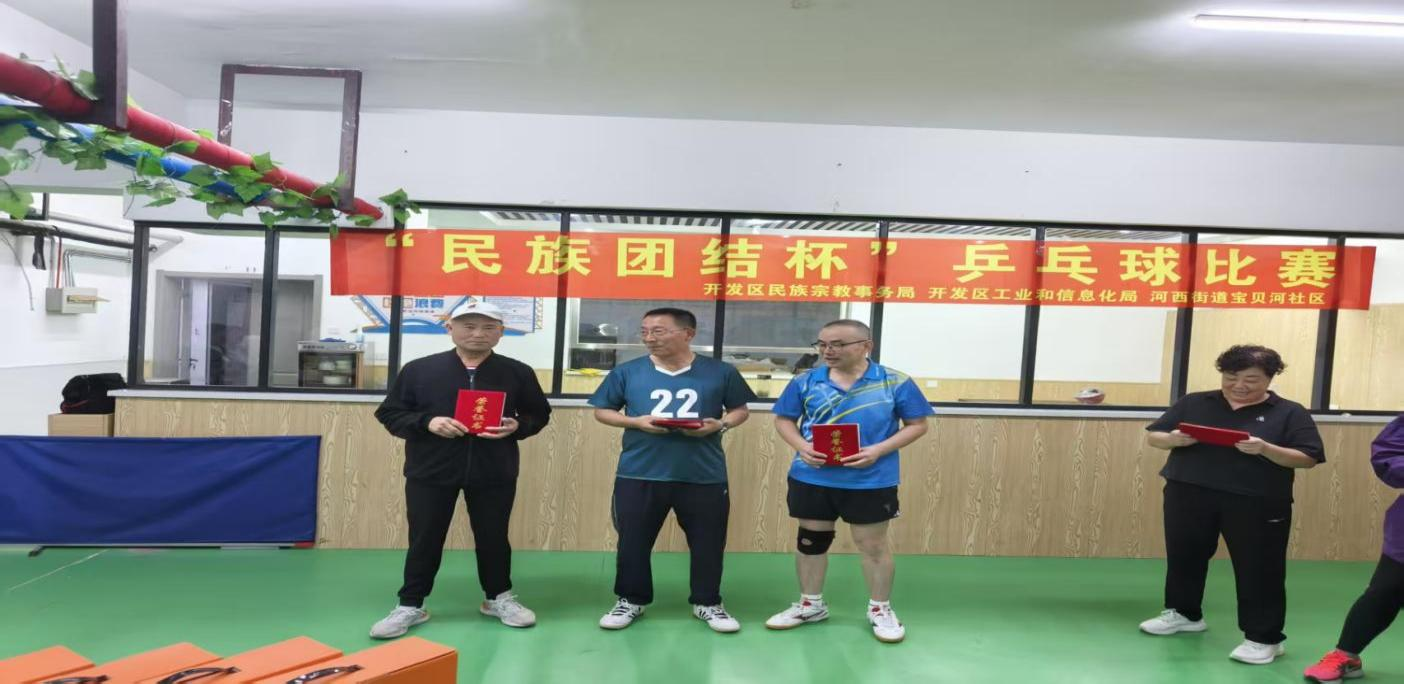 “民族团结杯”乒乓球比赛
开发区民族宗教事务局 开发区工业和信息化局 河西街道宝贝河社区
荣誉证书
22
荣誉证书